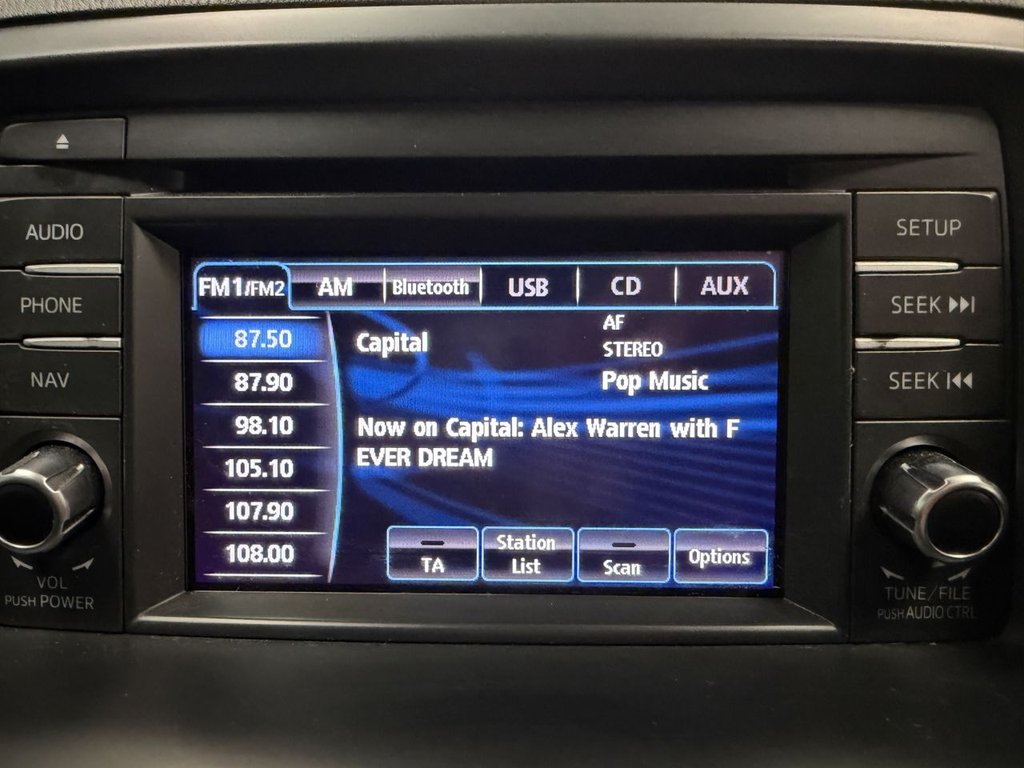 AUDIO
PHONE
NAV
VOL
PUSH POWER
FM1/FM2 AM Bluetooth USB CD AUX
87.50
87.90
98.10
105.10
107.90
108.00
Capital
AF
STEREO
Pop Music
Now on Capital: Alex Warren with F
EVER DREAM
TA
Station
List
Scan
Options
SETUP
SEEK
SEEK
TUNE/FILE
PUSH AUDIO CTRL